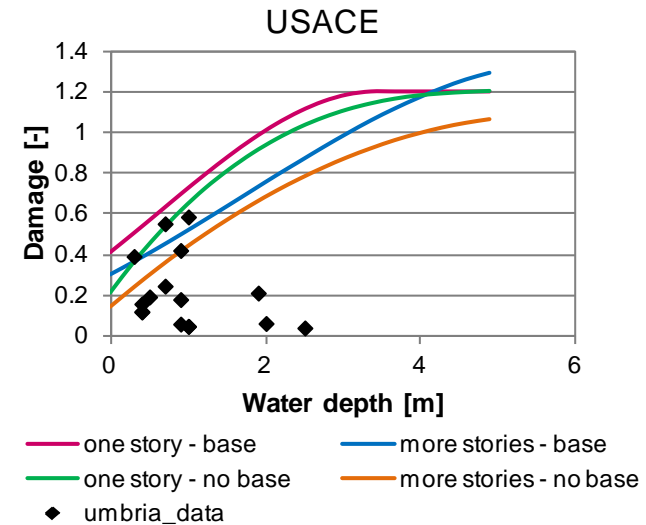 USACE
1.4
1.2
1
0.8
0.6
0.4
0.2
0
Damage [-]
0 2 4 6
Water depth [m]
one story - base more stories - base
one story - no base more stories - no base
umbria_data